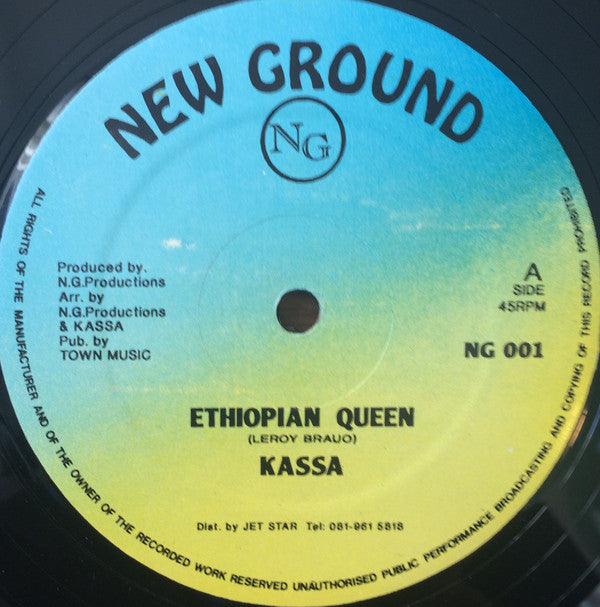 NEW GROUND
NG
Produced by.
N.G.Productions
Arr. by
N.G.Productions
& KASSA
Pub. by
TOWN MUSIC
A
SIDE
45RPM
NG 001
ETHIOPIAN QUEEN
(LEROY BRAUO)
KASSA
Dist. by JET STAR Tel: 081-961 5818
ALL RIGHTS OF THE MANUFACTURER AND OF THE OWNER OF THE RECORDED WORK RESERVED UNAUTHORISED PUBLIC PERFORMANCE BROADCASTING AND COPYING OF THIS RECORD PROHIBITED